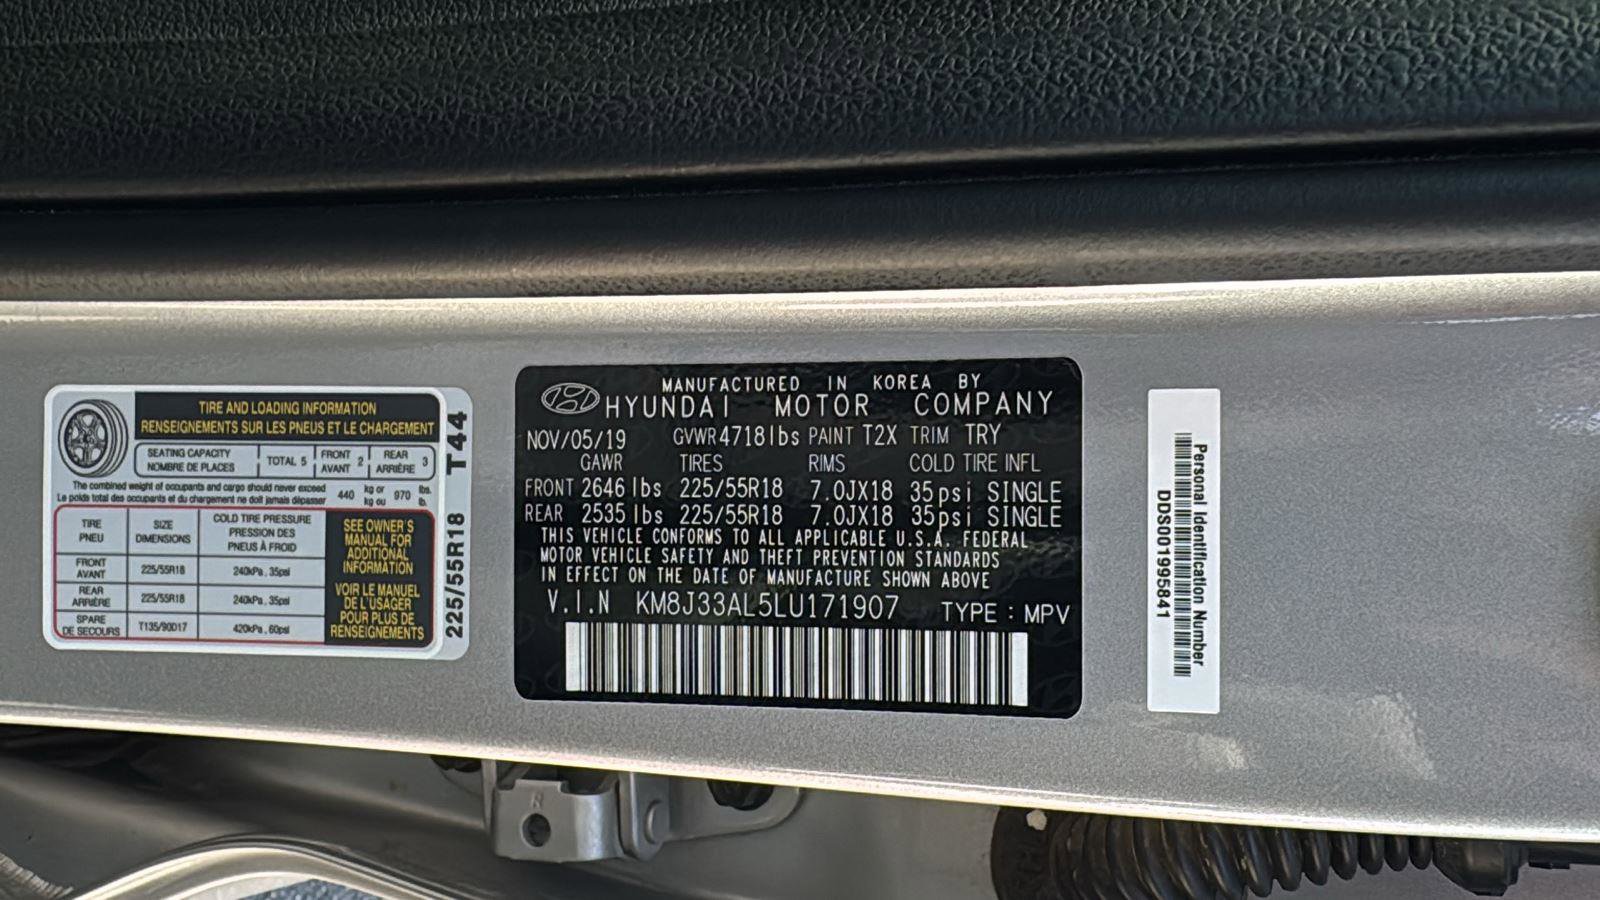 TIRE AND LOADING INFORMATION
RENSEIGNEMENTS SUR LES PNEUS ET LE CHARGEMENT
SEATING CAPACITY
NOMBRE DE PLACES
TOTAL 5
FRONT
AVANT 2
REAR
ARRIÈRE 3
The combined weight of occupants and cargo should never exceed
Le poids total des occupants et du chargement ne doit jamais dépasser
440 kg or
kg ou
970 lbs.
lb.
TIRE
PNEU
SIZE
DIMENSIONS
COLD TIRE PRESSURE
PRESSION DES
PNEUS À FROID
FRONT
AVANT
225/55R18
240kPa, 35psi
REAR
ARRIÈRE
225/55R18
240kPa, 35psi
SPARE
DE SECOURS
T135/90D17
420kPa, 60psi
SEE OWNER'S
MANUAL FOR
ADDITIONAL
INFORMATION
VOIR LE MANUEL
DE L'USAGER
POUR PLUS DE
RENSEIGNEMENTS
225/55R18 T44
MANUFACTURED IN KOREA BY
HYUNDAI MOTOR COMPANY
NOV/05/19 GVWR 4718lbs PAINT T2X TRIM TRY
GAWR TIRES RIMS COLD TIRE INFL
FRONT 2646lbs 225/55R18 7.0JX18 35psi SINGLE
REAR 2535lbs 225/55R18 7.0JX18 35psi SINGLE
THIS VEHICLE CONFORMS TO ALL APPLICABLE U.S.A. FEDERAL
MOTOR VEHICLE SAFETY AND THEFT PREVENTION STANDARDS
IN EFFECT ON THE DATE OF MANUFACTURE SHOWN ABOVE
V.I.N KM8J33AL5LU171907 TYPE : MPV
Personal Identification Number
DDS001995841
R